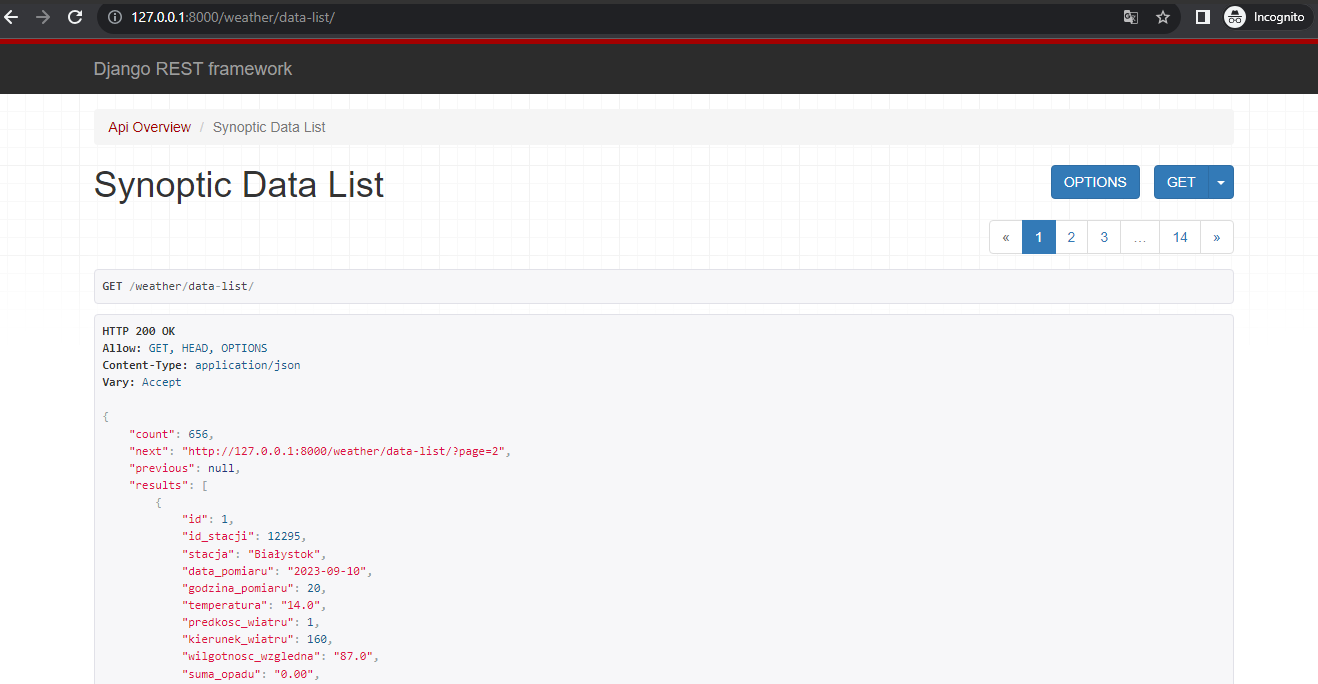 127.0.0.1:8000/weather/data-list/
Incognito
Django REST framework
Api Overview / Synoptic Data List
Synoptic Data List
OPTIONS
GET
« 1 2 3 … 14 »
GET /weather/data-list/
HTTP 200 OK
Allow: GET, HEAD, OPTIONS
Content-Type: application/json
Vary: Accept
{
"count": 656,
"next": "http://127.0.0.1:8000/weather/data-list/?page=2",
"previous": null,
"results": [
{
"id": 1,
"id_stacji": 12295,
"stacja": "Białystok",
"data_pomiaru": "2023-09-10",
"godzina_pomiaru": 20,
"temperatura": "14.0",
"predkosc_wiatru": 1,
"kierunek_wiatru": 160,
"wilgotnosc_wzgledna": "87.0",
"suma_opadu": "0.00",